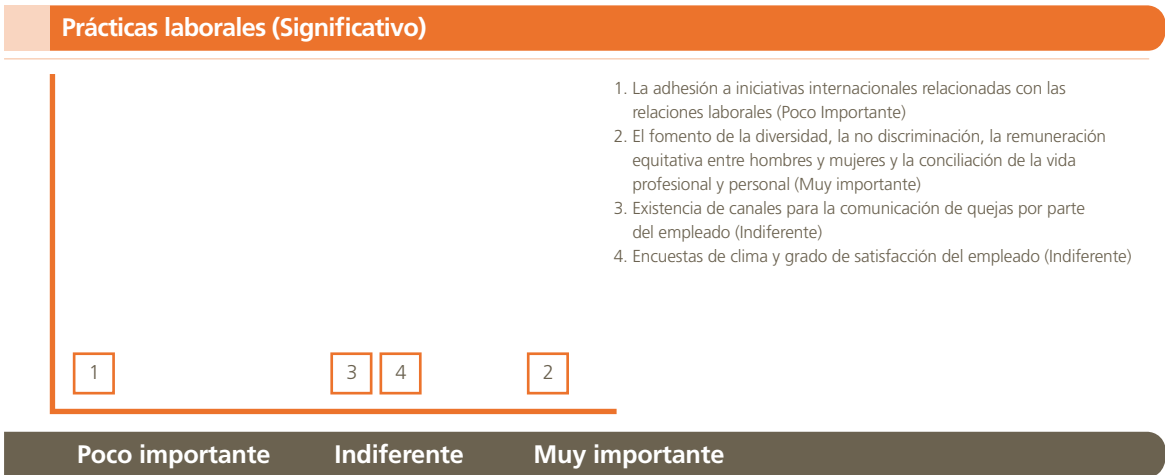 Prácticas laborales (Significativo)
1. La adhesión a iniciativas internacionales relacionadas con las
relaciones laborales (Poco Importante)
2. El fomento de la diversidad, la no discriminación, la remuneración
equitativa entre hombres y mujeres y la conciliación de la vida
profesional y personal (Muy importante)
3. Existencia de canales para la comunicación de quejas por parte
del empleado (Indiferente)
4. Encuestas de clima y grado de satisfacción del empleado (Indiferente)
1 3 4 2
Poco importante Indiferente Muy importante